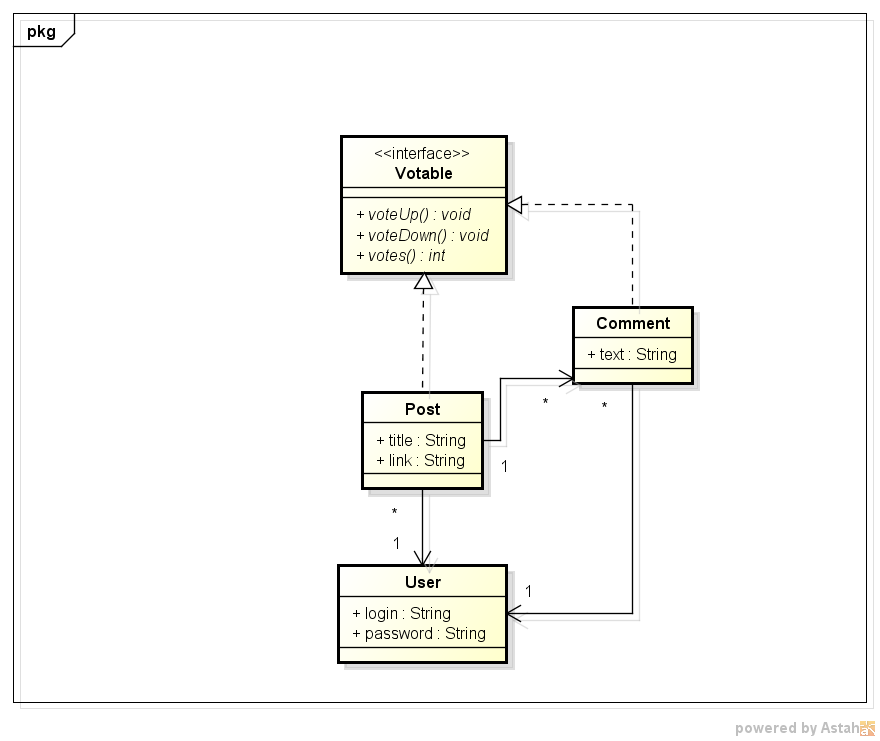 pkg
<<interface>>
Votable
+ voteUp() : void
+ voteDown() : void
+ votes() : int
Comment
+ text : String
*
*
Post
+ title : String
+ link : String
1
*
1
User
+ login : String
+ password : String
1
powered by Astah